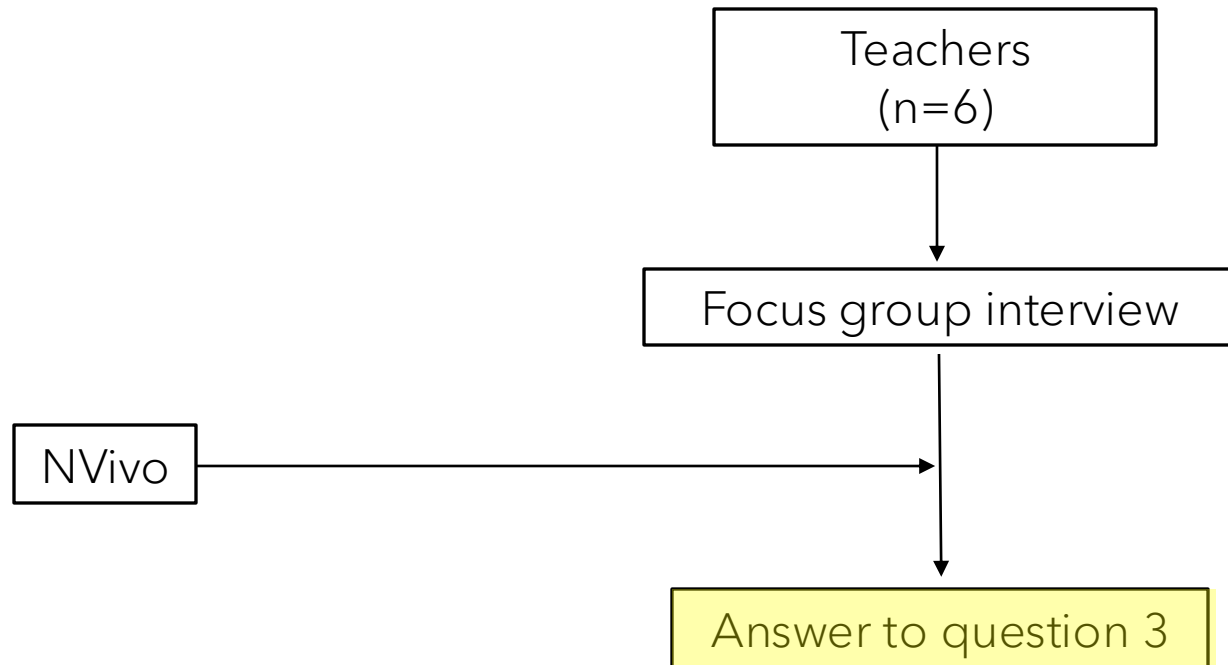 Teachers
(n=6)
Focus group interview
NVivo
Answer to question 3